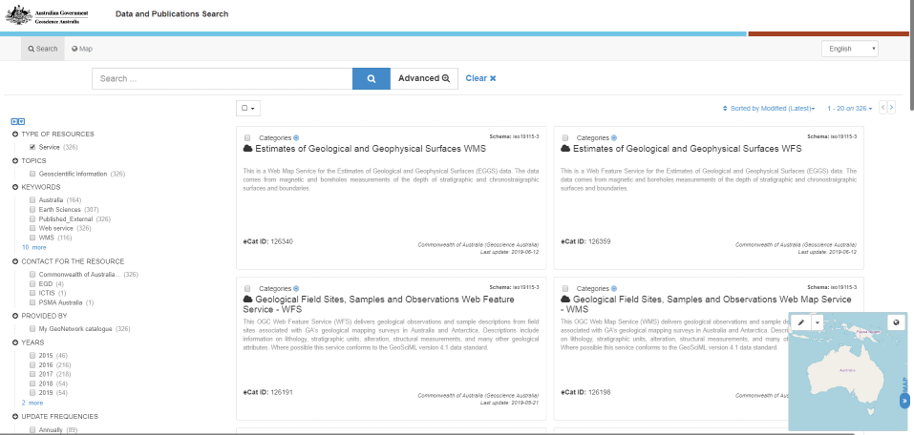 Australian Government
Geoscience Australia
Data and Publications Search
Search
Map
English
Search ...
Advanced
Clear
Sorted by Modified (Latest)
1 - 20 on 326
TYPE OF RESOURCES
Service (326)
TOPICS
Geoscientific information (326)
KEYWORDS
Australia (164)
Earth Sciences (307)
Published_External (326)
Web service (326)
WMS (116)
10 more
CONTACT FOR THE RESOURCE
Commonwealth of Australia... (326)
EGD (4)
ICTIS (1)
PSMA Australia (1)
PROVIDED BY
My GeoNetwork catalogue (326)
YEARS
2015 (46)
2016 (216)
2017 (218)
2018 (54)
2019 (54)
2 more
UPDATE FREQUENCIES
Annually (89)
Categories
Schema: iso19115-3
Estimates of Geological and Geophysical Surfaces WMS
This is a Web Map Service for the Estimates of Geological and Geophysical Surfaces (EGGS) data. The data
comes from magnetic and boreholes measurements of the depth of stratigraphic and chronostraigraphic
surfaces and boundaries.
eCat ID: 126340
Commonwealth of Australia (Geoscience Australia)
Last update: 2019-06-12
Categories
Schema: iso19115-3
Estimates of Geological and Geophysical Surfaces WFS
This is a Web Feature Service for the Estimates of Geological and Geophysical Surfaces (EGGS) data. The
data comes from magnetic and boreholes measurements of the depth of stratigraphic and chronostraigraphic
surfaces and boundaries.
eCat ID: 126359
Commonwealth of Australia (Geoscience Australia)
Last update: 2019-06-12
Categories
Schema: iso19115-3
Geological Field Sites, Samples and Observations Web Feature
Service - WFS
This OGC Web Feature Service (WFS) delivers geological observations and sample descriptions from field
sites associated with GA's geological mapping surveys in Australia and Antarctica. Descriptions include
information on lithology, stratigraphic units, alteration, structural measurements, and many other geological
attributes. Where possible this service conforms to the GeoSciML version 4.1 data standard.
eCat ID: 126191
Commonwealth of Australia (Geoscience Australia)
Last update: 2019-05-21
Categories
Schema: iso19115-3
Geological Field Sites, Samples and Observations Web Map Service
- WMS
This OGC Web Map Service (WMS) delivers geological observations and sample de
associated with GA's geological mapping surveys in Australia and Antarctica. Descri
on lithology, stratigraphic units, alteration, structural measurements, and many othe
Where possible this service conforms to the GeoSciML version 4.1 data standard.
eCat ID: 126198
Commonwealth of Aus
Last
Australia
MAP